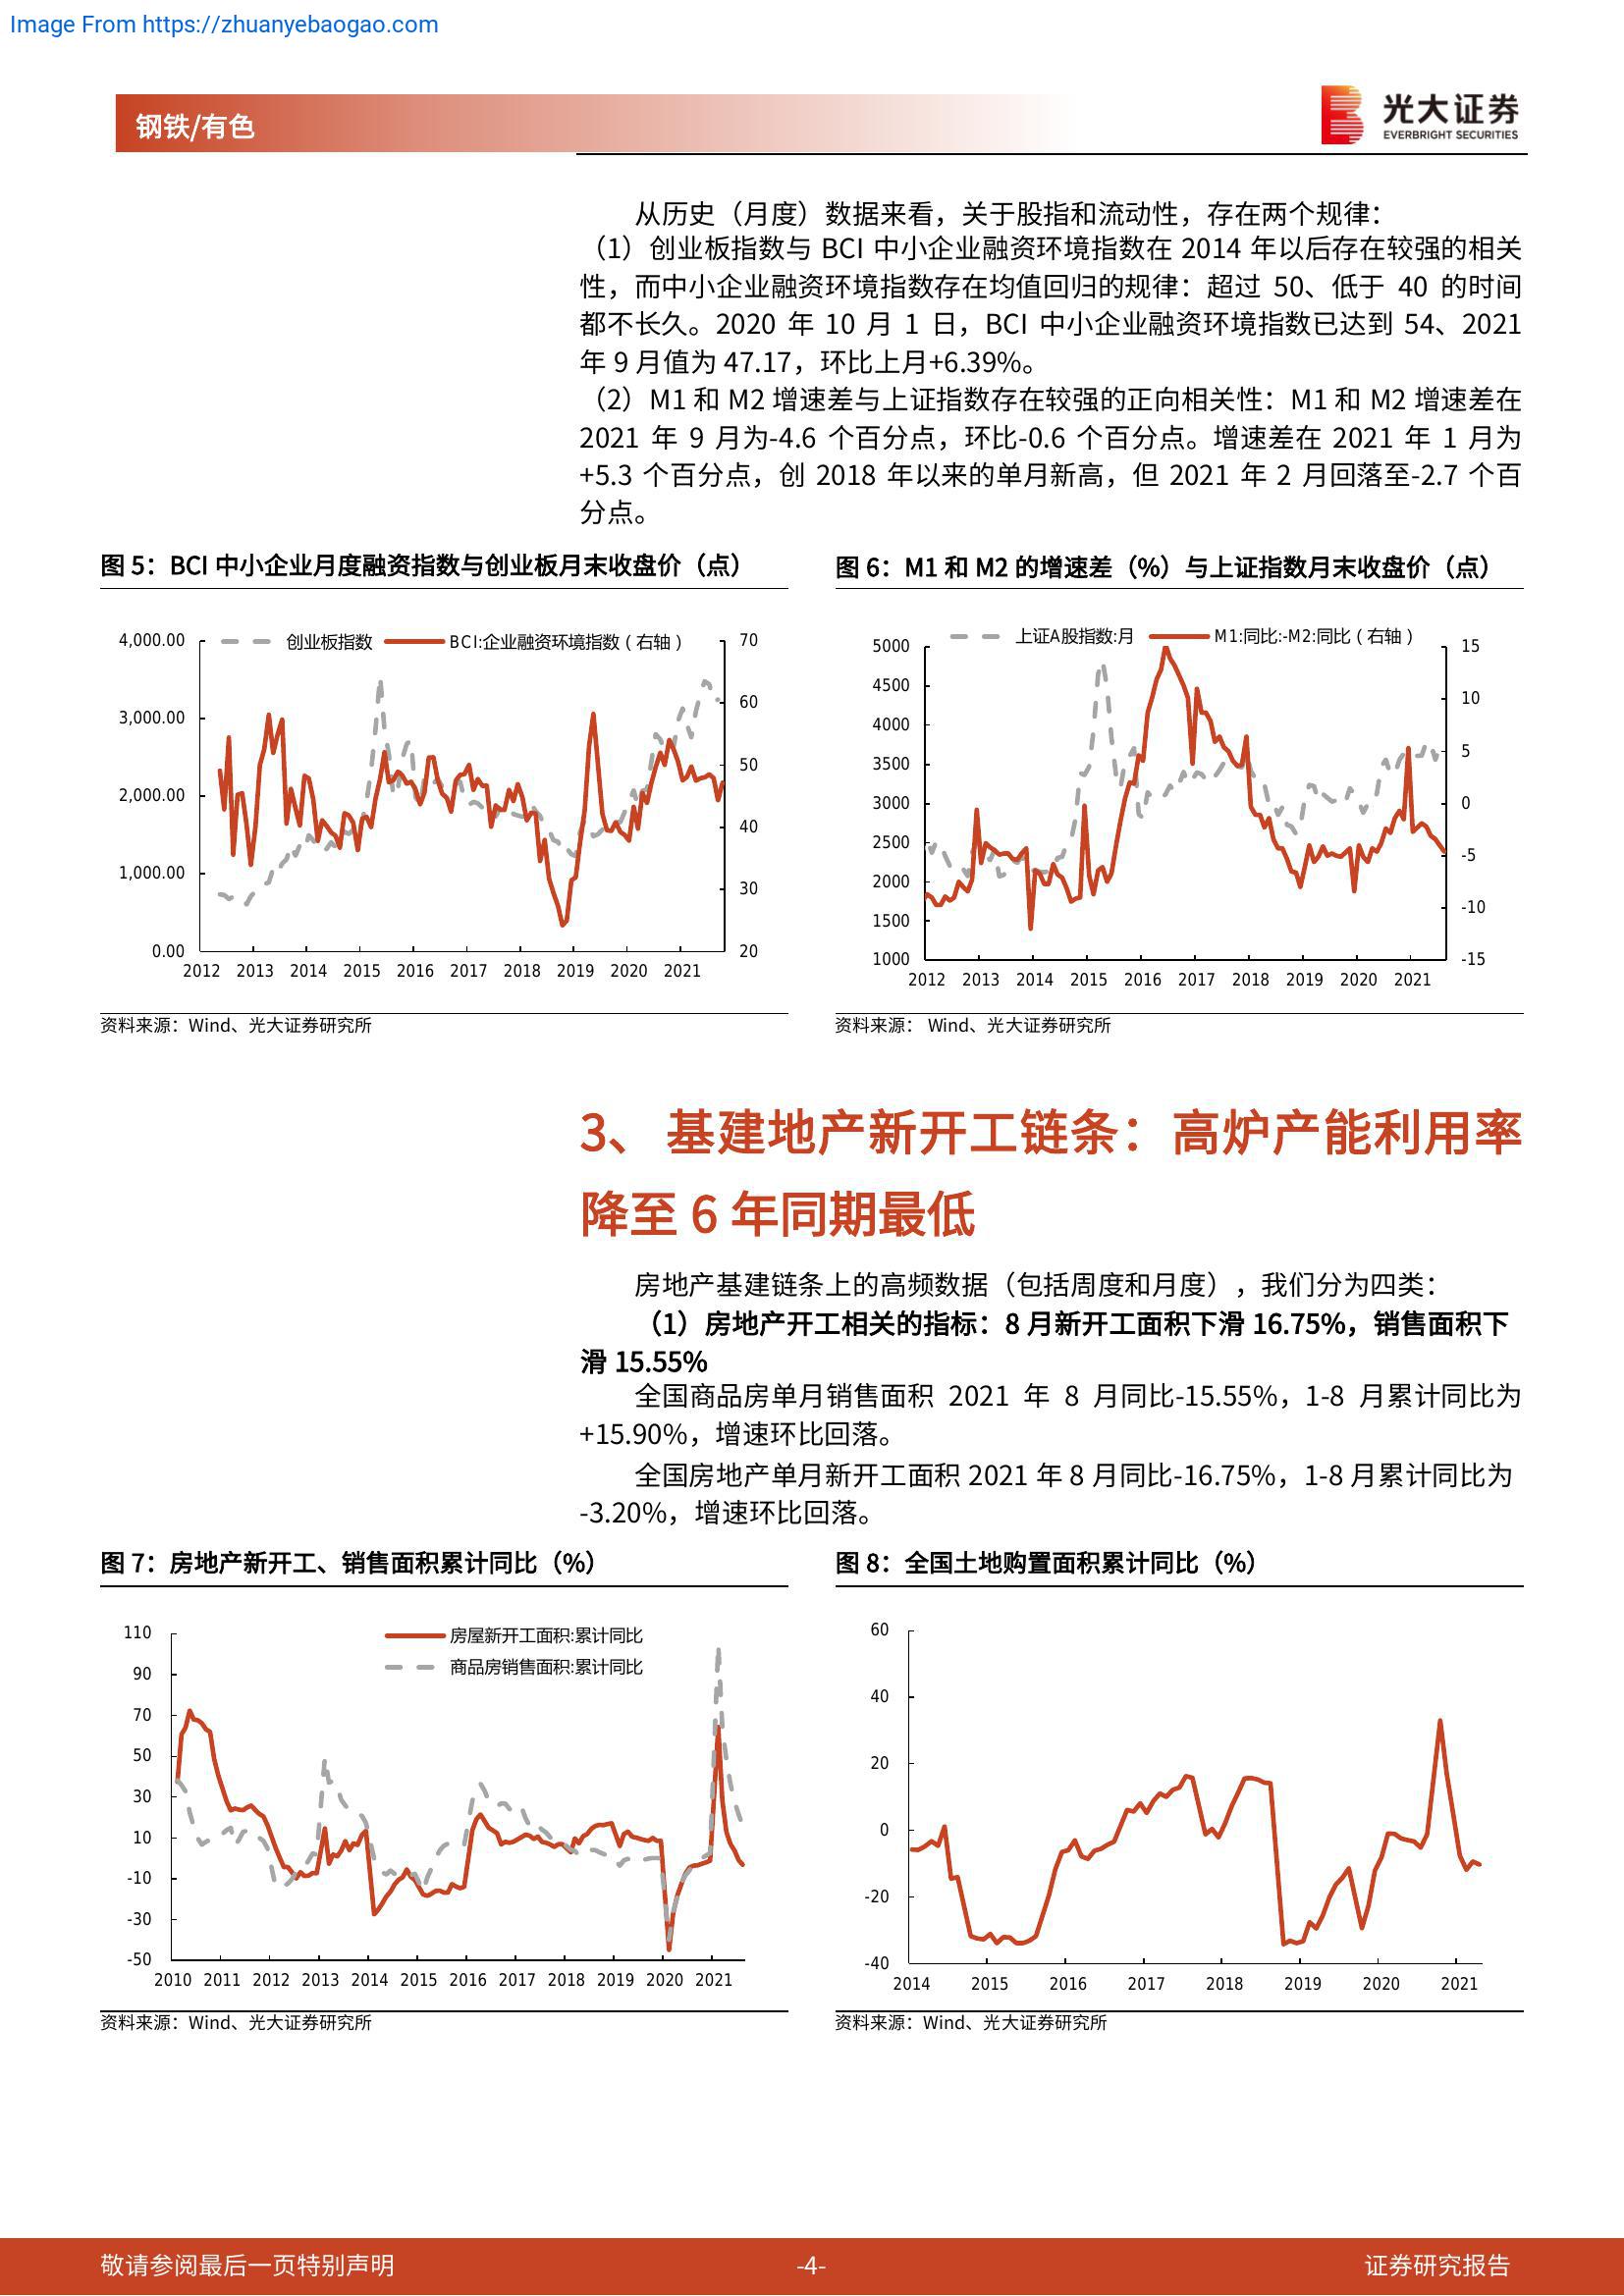 Image From https://zhuanyebaogao.com
钢铁/有色
光大证券
EVERBRIGHT SECURITIES
从历史（月度）数据来看，关于股指和流动性，存在两个规律：
（1）创业板指数与 BCI 中小企业融资环境指数在 2014 年以后存在较强的相关
性，而中小企业融资环境指数存在均值回归的规律：超过 50、低于 40 的时间
都不长久。2020 年 10 月 1 日，BCI 中小企业融资环境指数已达到 54、2021
年 9 月值为 47.17，环比上月+6.39%。
（2）M1 和 M2 增速差与上证指数存在较强的正向相关性：M1 和 M2 增速差在
2021 年 9 月为-4.6 个百分点，环比-0.6 个百分点。增速差在 2021 年 1 月为
+5.3 个百分点，创 2018 年以来的单月新高，但 2021 年 2 月回落至-2.7 个百
分点。
图 5：BCI 中小企业月度融资指数与创业板月末收盘价（点）
创业板指数 BCI:企业融资环境指数（右轴）
4,000.00
3,000.00
2,000.00
1,000.00
0.00
70
60
50
40
30
20
2012 2013 2014 2015 2016 2017 2018 2019 2020 2021
资料来源：Wind、光大证券研究所
图 6：M1 和 M2 的增速差（%）与上证指数月末收盘价（点）
上证A股指数:月 M1:同比:-M2:同比（右轴）
5000
4500
4000
3500
3000
2500
2000
1500
1000
15
10
5
0
-5
-10
-15
2012 2013 2014 2015 2016 2017 2018 2019 2020 2021
资料来源： Wind、光大证券研究所
3、 基建地产新开工链条：高炉产能利用率
降至 6 年同期最低
房地产基建链条上的高频数据（包括周度和月度），我们分为四类：
（1）房地产开工相关的指标：8 月新开工面积下滑 16.75%，销售面积下
滑 15.55%
全国商品房单月销售面积 2021 年 8 月同比-15.55%，1-8 月累计同比为
+15.90%，增速环比回落。
全国房地产单月新开工面积 2021 年 8 月同比-16.75%，1-8 月累计同比为
-3.20%，增速环比回落。
图 7：房地产新开工、销售面积累计同比（%）
房屋新开工面积:累计同比
商品房销售面积:累计同比
110
90
70
50
30
10
-10
-30
-50
2010 2011 2012 2013 2014 2015 2016 2017 2018 2019 2020 2021
资料来源：Wind、光大证券研究所
图 8：全国土地购置面积累计同比（%）
60
40
20
0
-20
-40
2014 2015 2016 2017 2018 2019 2020 2021
资料来源：Wind、光大证券研究所
敬请参阅最后一页特别声明
-4-
证券研究报告